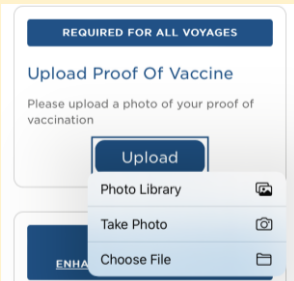 REQUIRED FOR ALL VOYAGES
Upload Proof Of Vaccine
Please upload a photo of your proof of
vaccination
Upload
Photo Library
Take Photo
Choose File